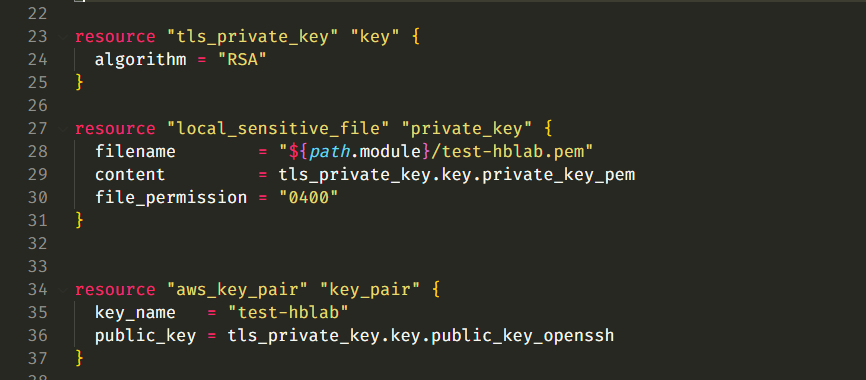 22
23 resource "tls_private_key" "key" {
24   algorithm = "RSA"
25 }
26
27 resource "local_sensitive_file" "private_key" {
28   filename        = "${path.module}/test-hblab.pem"
29   content         = tls_private_key.key.private_key_pem
30   file_permission = "0400"
31 }
32
33
34 resource "aws_key_pair" "key_pair" {
35   key_name   = "test-hblab"
36   public_key = tls_private_key.key.public_key_openssh
37 }
38